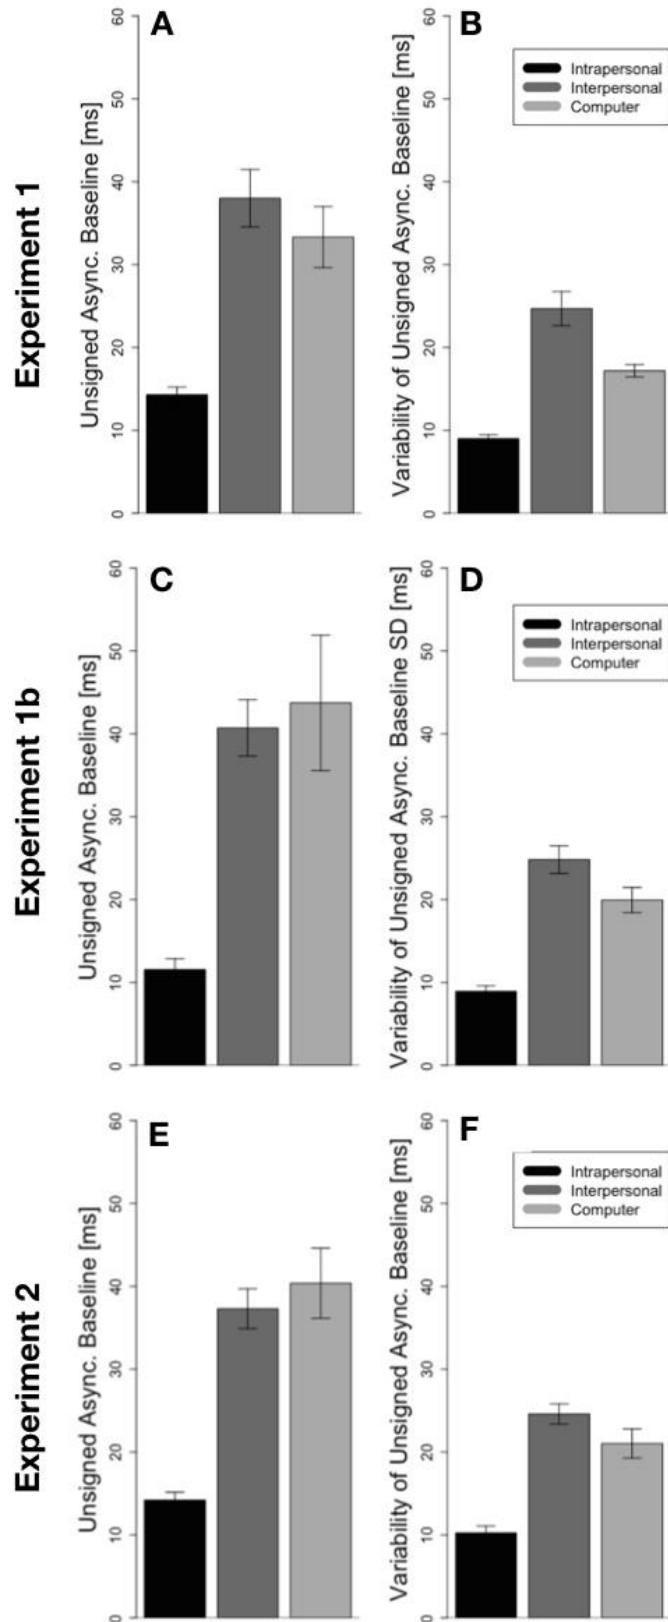 Experiment 1
A
Unsigned Async. Baseline [ms]
60
50
40
30
20
10
0
B
Variability of Unsigned Async. Baseline [ms]
60
50
40
30
20
10
0
Intrapersonal
Interpersonal
Computer
Experiment 1b
C
Unsigned Async. Baseline [ms]
60
50
40
30
20
10
0
D
Variability of Unsigned Async. Baseline SD [ms]
60
50
40
30
20
10
0
Intrapersonal
Interpersonal
Computer
Experiment 2
E
Unsigned Async. Baseline [ms]
60
50
40
30
20
10
0
F
Variability of Unsigned Async. Baseline [ms]
60
50
40
30
20
10
0
Intrapersonal
Interpersonal
Computer